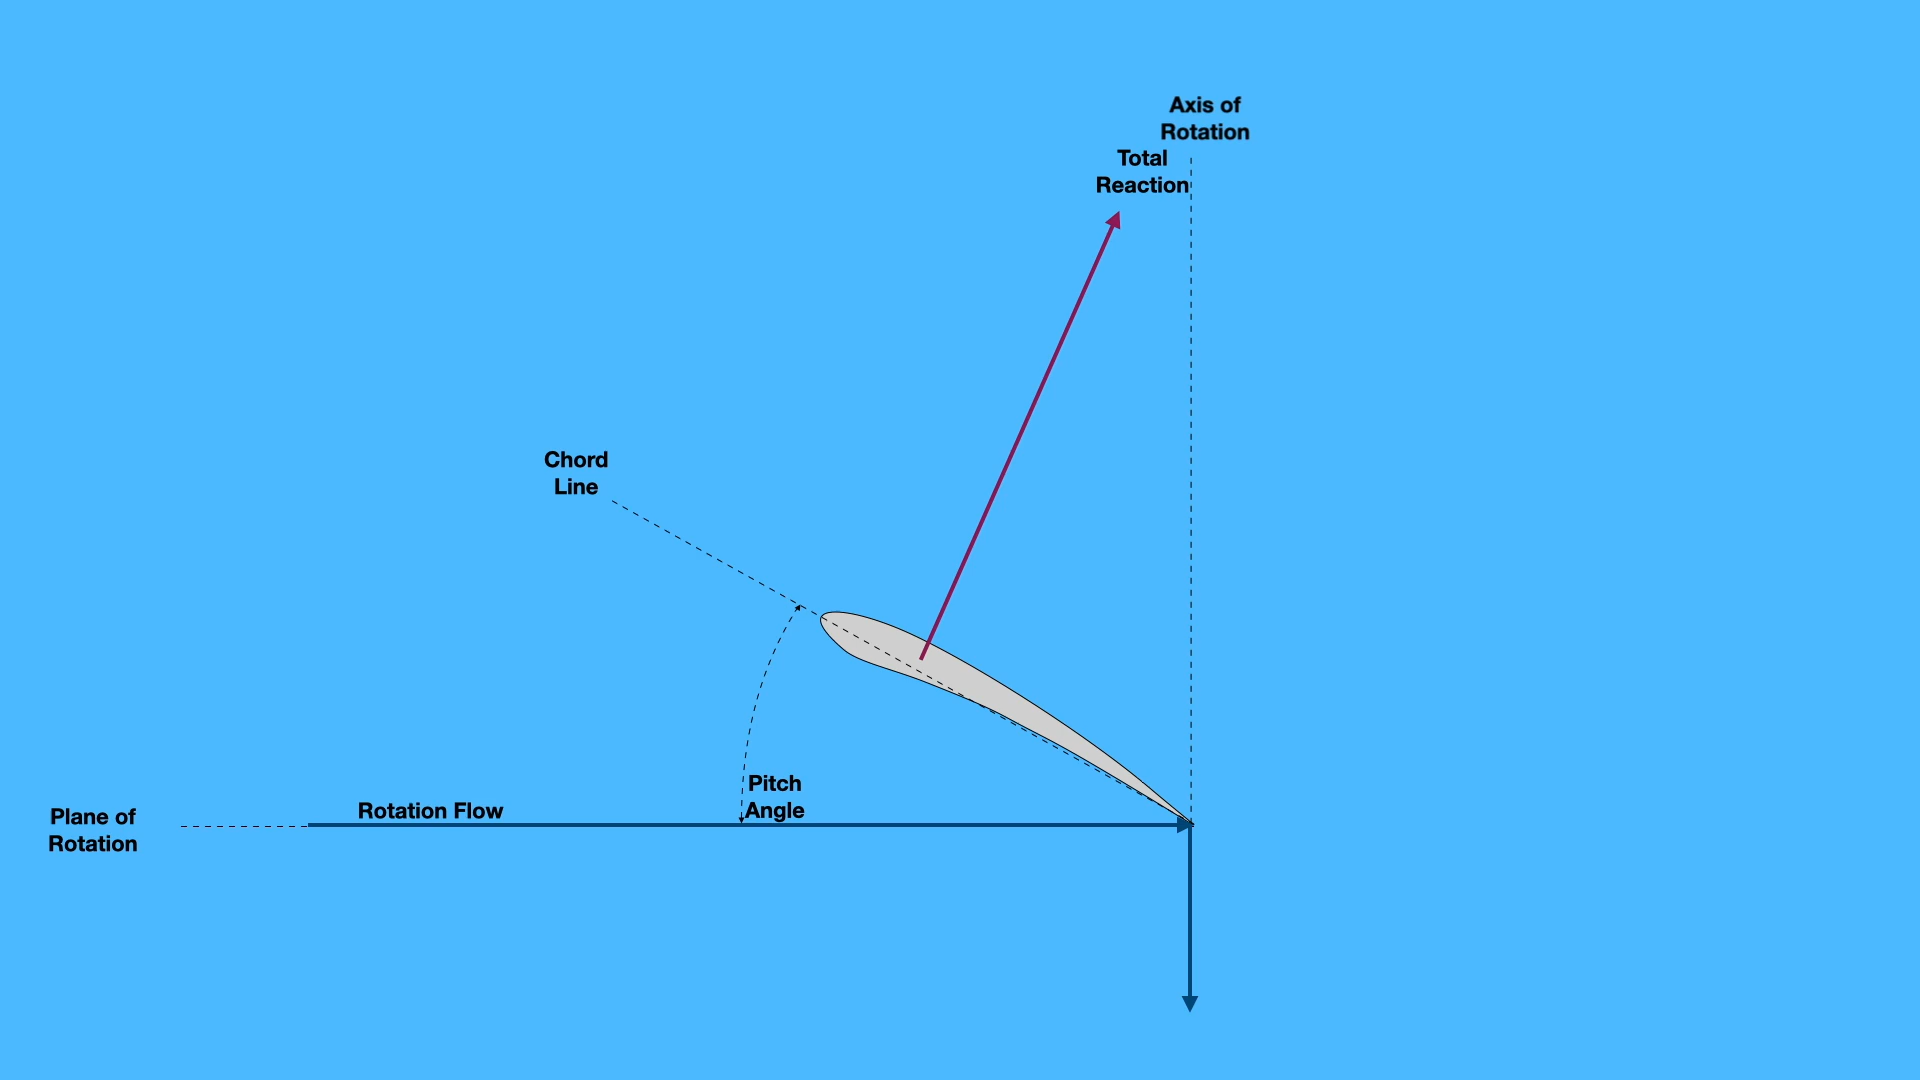 Axis of
Rotation
Total
Reaction
Chord
Line
Pitch
Angle
Rotation Flow
Plane of
Rotation